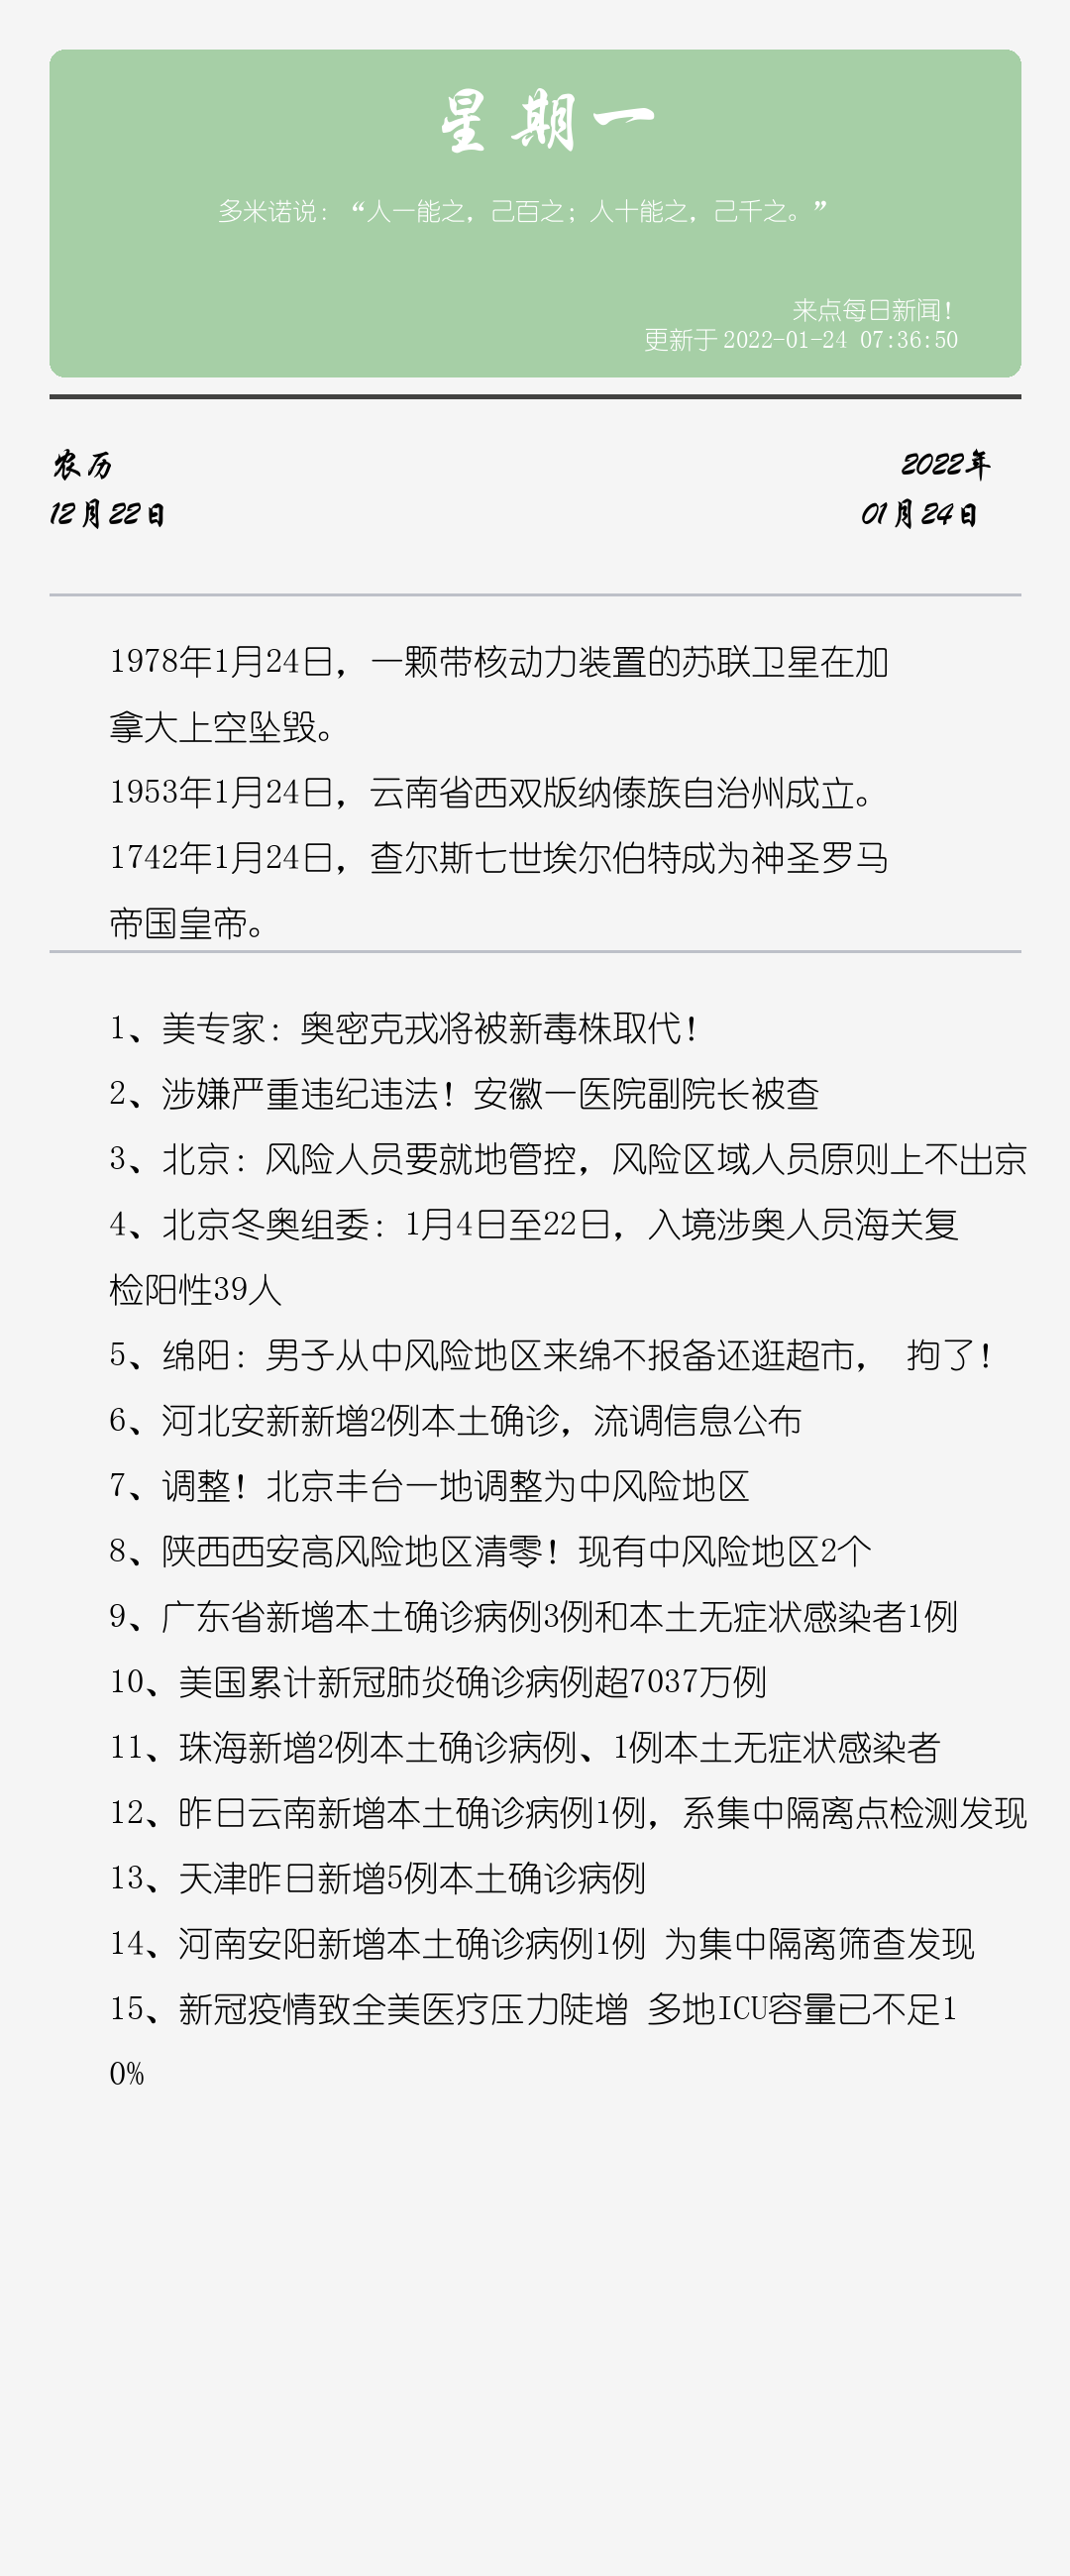 星期一
多米诺说：“人一能之，己百之；人十能之，己千之。”
来点每日新闻！
更新于 2022-01-24 07:36:50
农历
12月22日
2022年
01月24日
1978年1月24日，一颗带核动力装置的苏联卫星在加
拿大上空坠毁。
1953年1月24日，云南省西双版纳傣族自治州成立。
1742年1月24日，查尔斯七世埃尔伯特成为神圣罗马
帝国皇帝。
1、美专家：奥密克戎将被新毒株取代！
2、涉嫌严重违纪违法！安徽一医院副院长被查
3、北京：风险人员要就地管控，风险区域人员原则上不出京
4、北京冬奥组委：1月4日至22日，入境涉奥人员海关复
检阳性39人
5、绵阳：男子从中风险地区来绵不报备还逛超市， 拘了！
6、河北安新新增2例本土确诊，流调信息公布
7、调整！北京丰台一地调整为中风险地区
8、陕西西安高风险地区清零！现有中风险地区2个
9、广东省新增本土确诊病例3例和本土无症状感染者1例
10、美国累计新冠肺炎确诊病例超7037万例
11、珠海新增2例本土确诊病例、1例本土无症状感染者
12、昨日云南新增本土确诊病例1例，系集中隔离点检测发现
13、天津昨日新增5例本土确诊病例
14、河南安阳新增本土确诊病例1例 为集中隔离筛查发现
15、新冠疫情致全美医疗压力陡增 多地ICU容量已不足1
0%